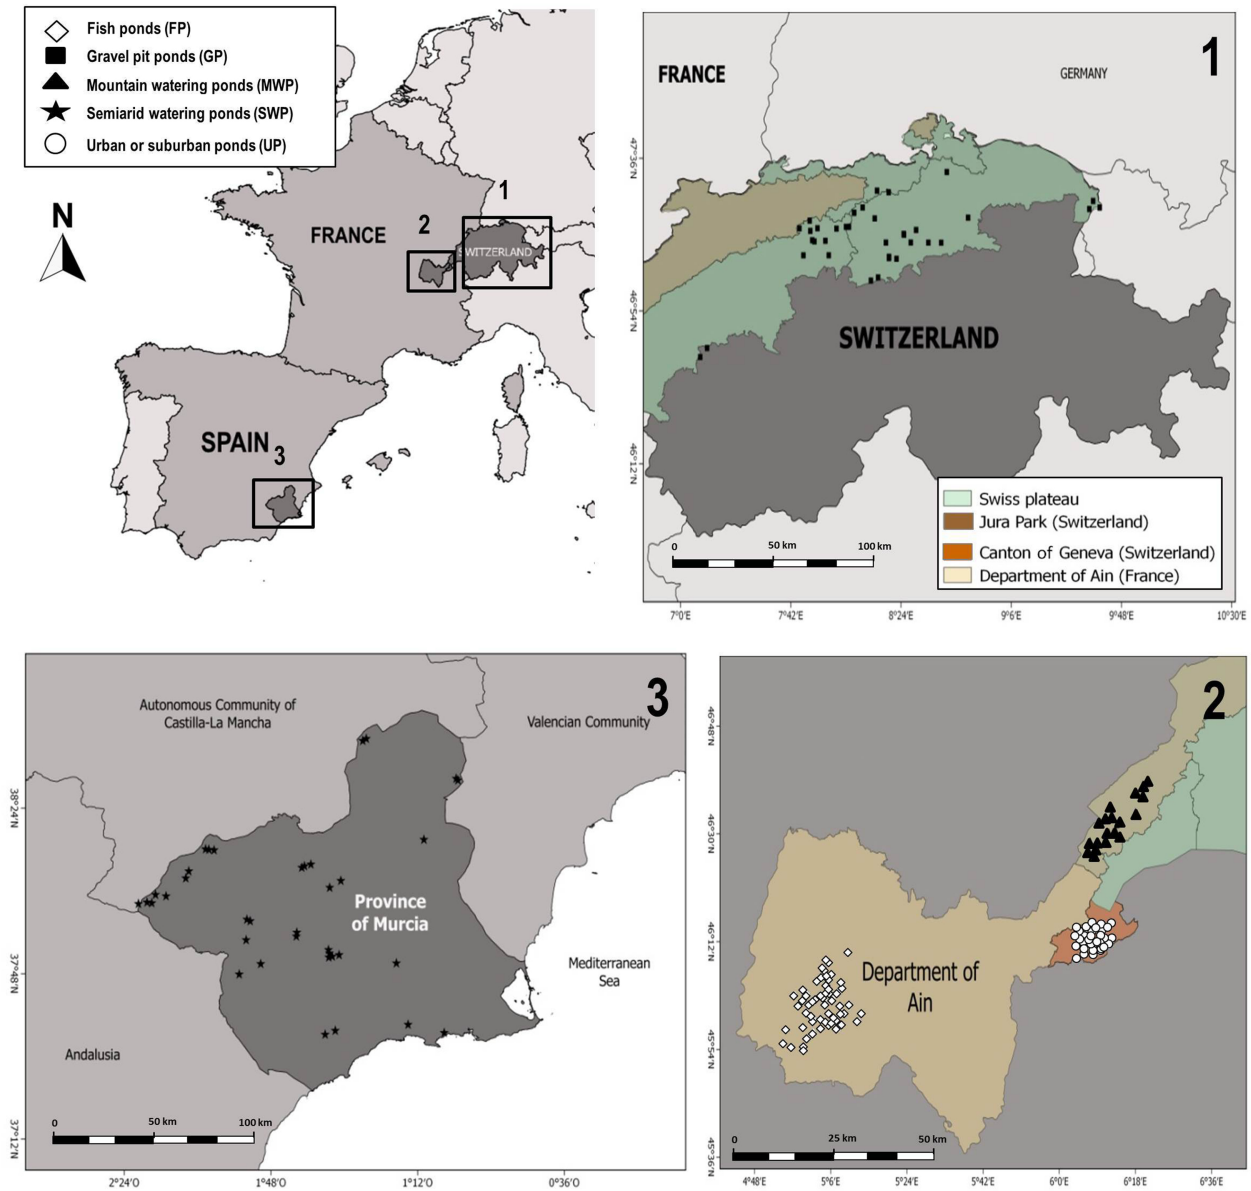 Fish ponds (FP)
Gravel pit ponds (GP)
Mountain watering ponds (MWP)
Semiarid watering ponds (SWP)
Urban or suburban ponds (UP)
N
FRANCE
2
1
SWITZERLAND
SPAIN
3
1
FRANCE
GERMANY
47°36'N
46°54'N
46°12'N
SWITZERLAND
Swiss plateau
Jura Park (Switzerland)
Canton of Geneva (Switzerland)
Department of Ain (France)
0 50 km 100 km
7°0'E 7°42'E 8°24'E 9°6'E 9°48'E 10°30'E
3
Autonomous Community of
Castilla-La Mancha
Valencian Community
38°24'N
37°48'N
37°12'N
Province
of Murcia
Mediterranean
Sea
Andalusia
0 50 km 100 km
2°24'0 1°48'0 1°12'0 0°36'0
2
46°48'N
46°30'N
46°12'N
45°54'N
45°36'N
Department of
Ain
0 25 km 50 km
4°48'E 5°6'E 5°24'E 5°42'E 6°0'E 6°18'E 6°36'E